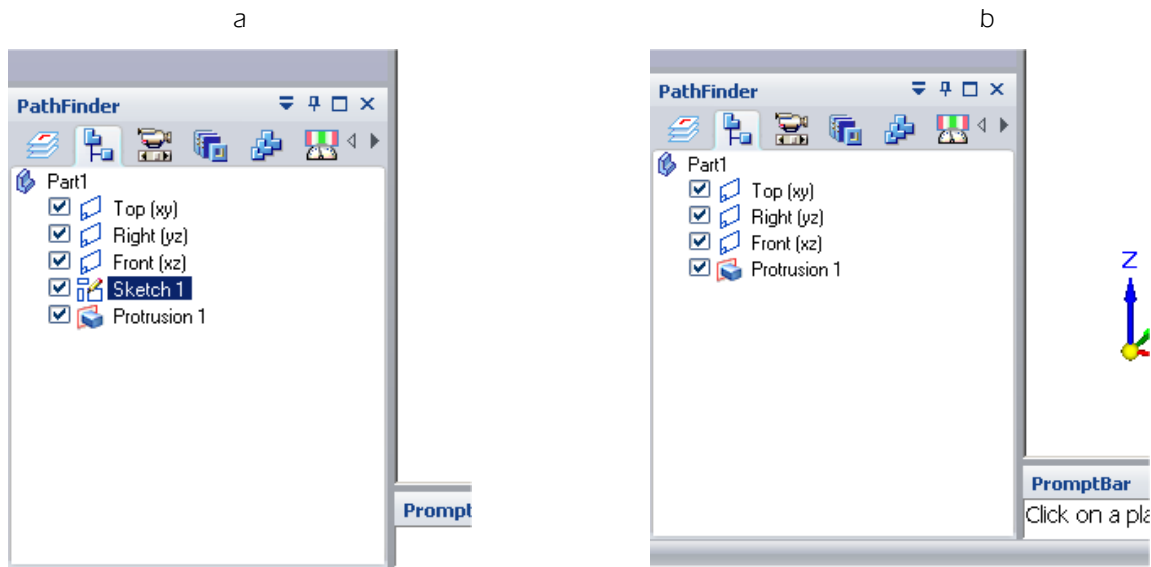 a
b
PathFinder
Part1
Top (xy)
Right (yz)
Front (xz)
Sketch 1
Protrusion 1
Prompt
PathFinder
Part1
Top (xy)
Right (yz)
Front (xz)
Protrusion 1
Z
PromptBar
Click on a pla